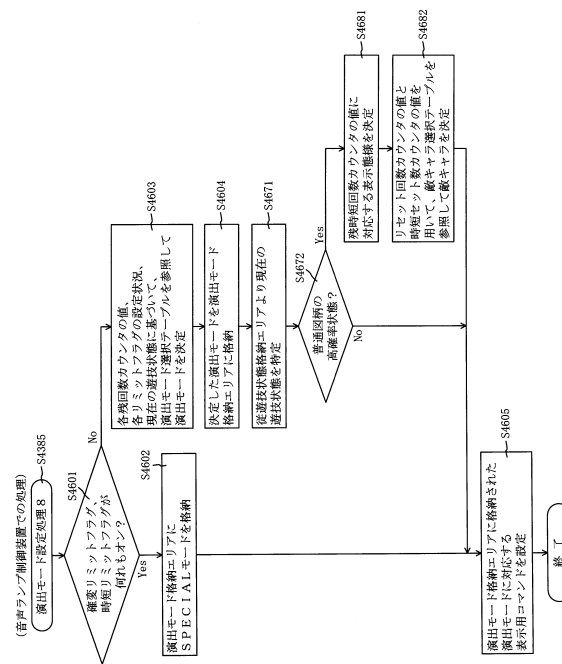 (音声ランプ制御装置での処理)
演出モード設定処理8
S4385
S4601
確変リミットフラグ、
時短リミットフラグが
何れもオン?
Yes
No
S4602
演出モード格納エリアに
SPECIALモードを格納
S4603
各残回数カウンタの値、
各リミットフラグの設定状況、
現在の遊技状態に基づいて、
演出モード選択テーブルを参照して
演出モードを決定
S4604
決定した演出モードを演出モード
格納エリアに格納
S4671
従遊技状態格納エリアより現在の
遊技状態を特定
S4672
普通図柄の
高確率状態?
Yes
No
S4681
残時短回数カウンタの値に
対応する表示態様を決定
S4682
リセット回数カウンタの値と
時短セット数カウンタの値を
用いて、敵キャラ選択テーブルを
参照して敵キャラを決定
S4605
演出モード格納エリアに格納された
演出モードに対応する
表示用コマンドを設定
終了